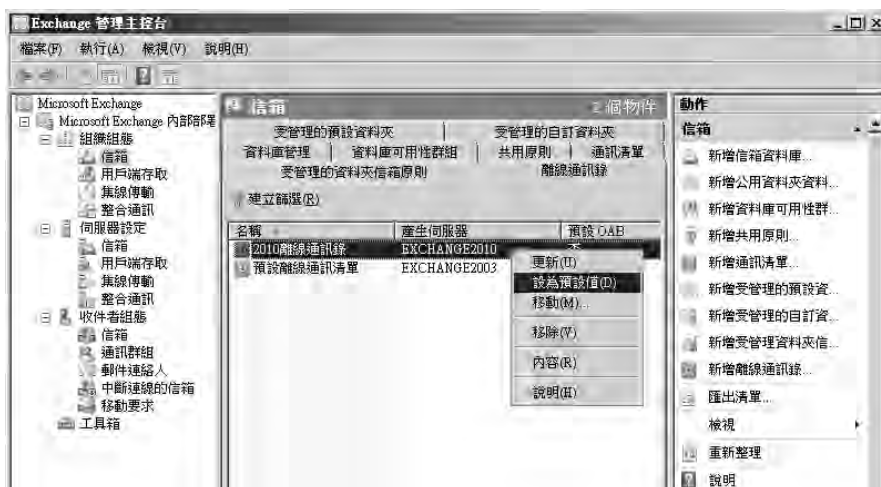 Exchange 管理主控台
檔案(F) 執行(A) 檢視(V) 說明(H)
Microsoft Exchange
Microsoft Exchange 內部部署
組織組態
信箱
用戶端存取
集線傳輸
整合通訊
伺服器設定
信箱
用戶端存取
集線傳輸
整合通訊
收件者組態
信箱
通訊群組
郵件連絡人
中斷連線的信箱
移動要求
工具箱
信箱 2 個物件
受管理的預設資料夾 受管理的自訂資料夾
資料庫管理 資料庫可用性群組 共用原則 通訊清單
受管理的資料夾信箱原則 離線通訊錄
建立篩選(R)
名稱 產生伺服器 預設 OAB
2010離線通訊錄 EXCHANGE2010 否
預設離線通訊清單 EXCHANGE2003
更新(U)
設為預設值(D)
移動(M)...
移除(V)
內容(R)
說明(H)
動作
信箱
新增信箱資料庫...
新增公用資料夾資料...
新增資料庫可用性群...
新增共用原則...
新增通訊清單...
新增受管理的預設資...
新增受管理的自訂資...
新增受管理資料夾信...
新增離線通訊錄...
匯出清單...
檢視
重新整理
說明